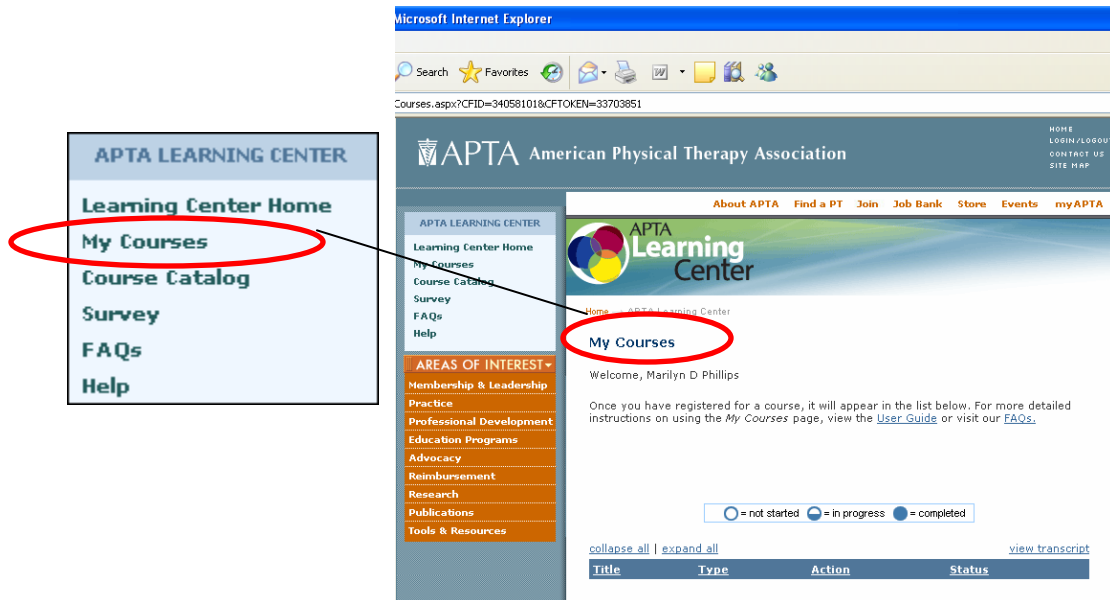 Microsoft Internet Explorer
Search Favorites
Courses.aspx?CFID=34058101&CFTOKEN=33703851
APTA LEARNING CENTER
Learning Center Home
My Courses
Course Catalog
Survey
FAQs
Help
APTA American Physical Therapy Association
HOME
LOGIN/LOGOUT
CONTACT US
SITE MAP
About APTA Find a PT Join Job Bank Store Events myAPTA
APTA LEARNING CENTER
Learning Center Home
My Courses
Course Catalog
Survey
FAQs
Help
AREAS OF INTEREST
Membership & Leadership
Practice
Professional Development
Education Programs
Advocacy
Reimbursement
Research
Publications
Tools & Resources
APTA
Learning
Center
Home APTA Learning Center
My Courses
Welcome, Marilyn D Phillips
Once you have registered for a course, it will appear in the list below. For more detailed
instructions on using the My Courses page, view the User Guide or visit our FAQs.
= not started = in progress = completed
collapse all | expand all view transcript
Title Type Action Status